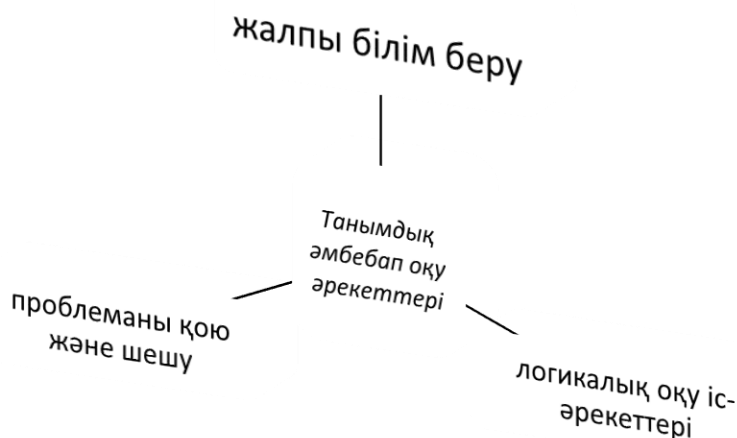 жалпы білім беру
Танымдық
әмбебап оқу
әрекеттері
проблеманы қою
және шешу
логикалық оқу іс-
әрекеттері